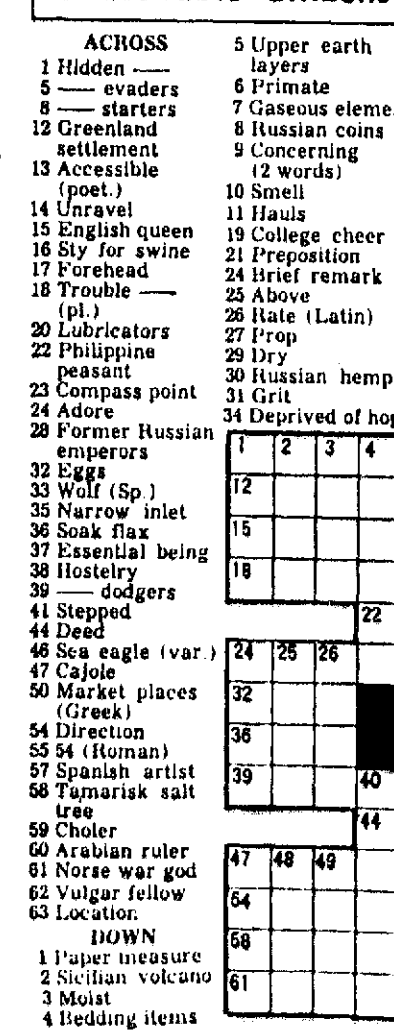 ACROSS
1 Hidden ——
5 —— evaders
8 —— starters
12 Greenland
settlement
13 Accessible
(poet.)
14 Unravel
15 English queen
16 Sty for swine
17 Forehead
18 Trouble ——
(pl.)
20 Lubricators
22 Philippine
peasant
23 Compass point
24 Adore
28 Former Russian
emperors
32 Eggs
33 Wolf (Sp.)
35 Narrow inlet
36 Soak flax
37 Essential being
38 Hostelry
39 —— dodgers
41 Stepped
44 Deed
46 Sea eagle (var.)
47 Cajole
50 Market places
(Greek)
54 Direction
55 54 (Roman)
57 Spanish artist
58 Tamarisk salt
tree
59 Choler
60 Arabian ruler
61 Norse war god
62 Vulgar fellow
63 Location
DOWN
1 Paper measure
2 Sicilian volcano
3 Moist
4 Bedding items
5 Upper earth
layers
6 Primate
7 Gaseous eleme
8 Russian coins
9 Concerning
(2 words)
10 Smell
11 Hauls
19 College cheer
21 Preposition
24 Brief remark
25 Above
26 Rate (Latin)
27 Prop
29 Dry
30 Russian hemp
31 Grit
34 Deprived of hop
1 2 3 4
12
15
18
22
24 25 26
32
36
39 40
44
47 48 49
54
58
61